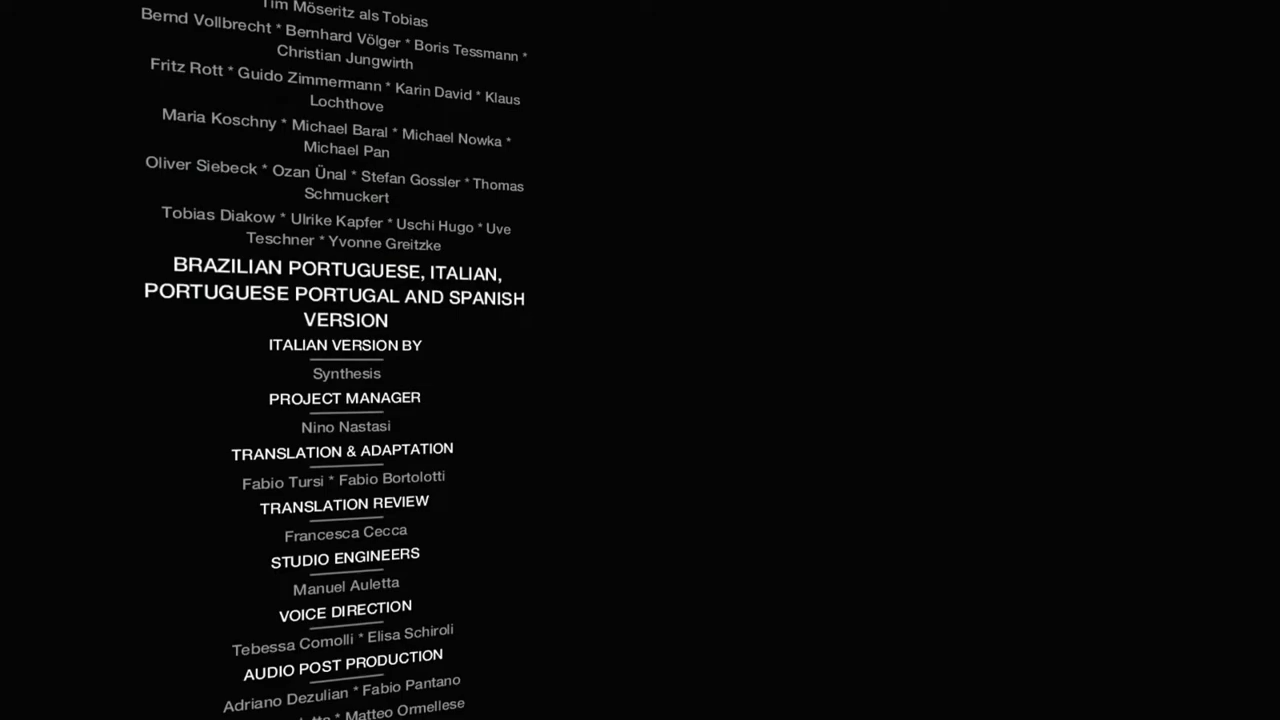 Tim Möseritz als Tobias
Bernd Vollbrecht * Bernhard Völger * Boris Tessmann *
Christian Jungwirth
Fritz Rott * Guido Zimmermann * Karin David * Klaus
Lochthove
Maria Koschny * Michael Baral * Michael Nowka *
Michael Pan
Oliver Siebeck * Ozan Ünal * Stefan Gossler * Thomas
Schmuckert
Tobias Diakow * Ulrike Kapfer * Uschi Hugo * Uve
Teschner * Yvonne Greitzke
BRAZILIAN PORTUGUESE, ITALIAN,
PORTUGUESE PORTUGAL AND SPANISH
VERSION
ITALIAN VERSION BY
Synthesis
PROJECT MANAGER
Nino Nastasi
TRANSLATION & ADAPTATION
Fabio Tursi * Fabio Bortolotti
TRANSLATION REVIEW
Francesca Cecca
STUDIO ENGINEERS
Manuel Auletta
VOICE DIRECTION
Tebessa Comolli * Elisa Schiroli
AUDIO POST PRODUCTION
Adriano Dezulian * Fabio Pantano
* Matteo Ormellese